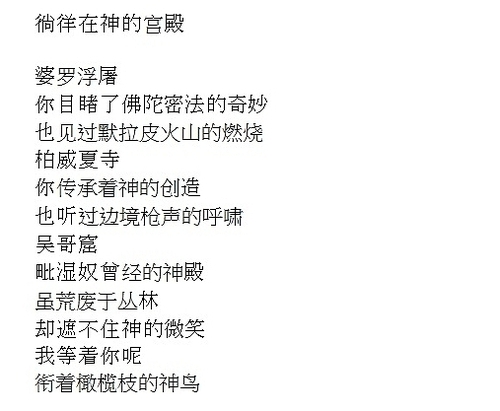 徜徉在神的宫殿
婆罗浮屠
你目睹了佛陀密法的奇妙
也见过默拉皮火山的燃烧
柏威夏寺
你传承着神的创造
也听过边境枪声的呼啸
吴哥窟
毗湿奴曾经的神殿
虽荒废于丛林
却遮不住神的微笑
我等着你呢
衔着橄榄枝的神鸟